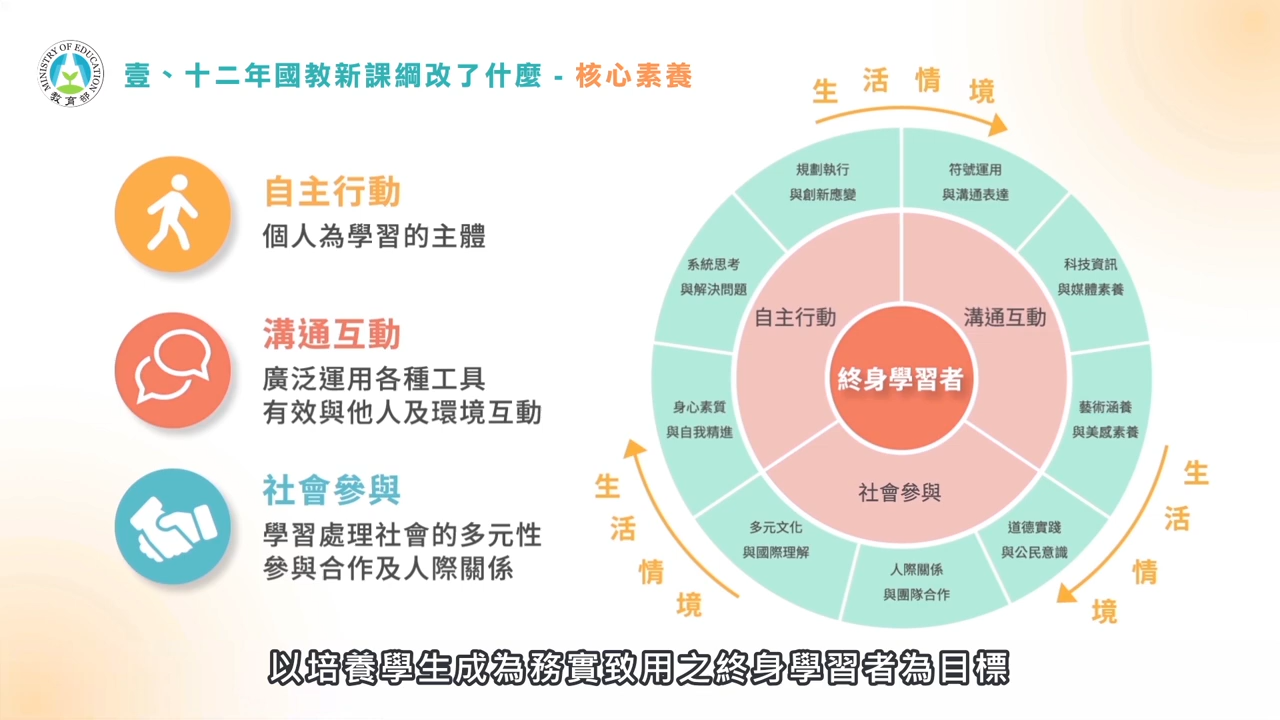 MINISTRY OF EDUCATION
教育部
壹、十二年國教新課綱改了什麼 - 核心素養
自主行動
個人為學習的主體
溝通互動
廣泛運用各種工具
有效與他人及環境互動
社會參與
學習處理社會的多元性
參與合作及人際關係
生活情境
規劃執行
與創新應變
符號運用
與溝通表達
系統思考
與解決問題
科技資訊
與媒體素養
自主行動
溝通互動
終身學習者
身心素質
與自我精進
藝術涵養
與美感素養
社會參與
多元文化
與國際理解
道德實踐
與公民意識
人際關係
與團隊合作
生活情境
生活情境
以培養學生成為務實致用之終身學習者為目標